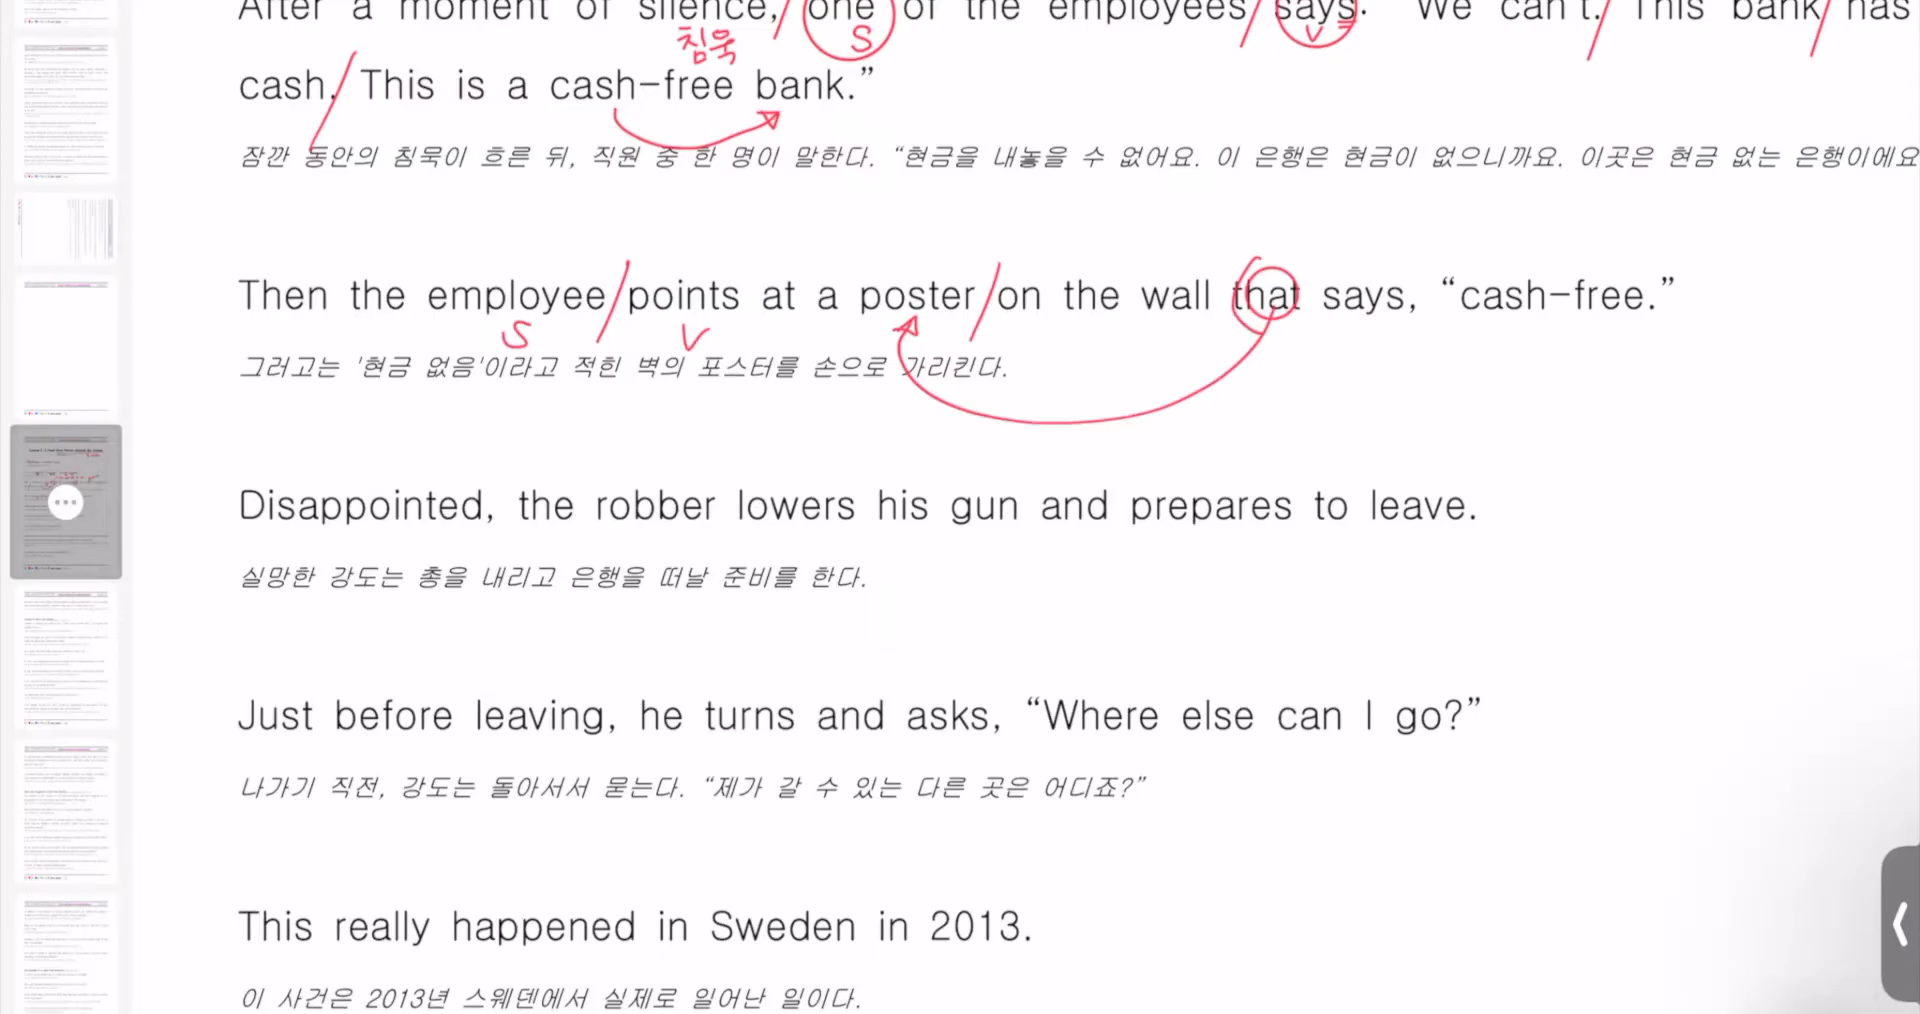 After a moment of silence, one of the employees says: “We can't. This bank has
침묵 S V
cash. This is a cash-free bank.”
잠깐 동안의 침묵이 흐른 뒤, 직원 중 한 명이 말한다. “현금을 내놓을 수 없어요. 이 은행은 현금이 없으니까요. 이곳은 현금 없는 은행이에요
Then the employee points at a poster on the wall that says, “cash-free.”
S V
그러고는 '현금 없음'이라고 적힌 벽의 포스터를 손으로 가리킨다.
Disappointed, the robber lowers his gun and prepares to leave.
실망한 강도는 총을 내리고 은행을 떠날 준비를 한다.
Just before leaving, he turns and asks, “Where else can I go?”
나가기 직전, 강도는 돌아서서 묻는다. “제가 갈 수 있는 다른 곳은 어디죠?”
This really happened in Sweden in 2013.
이 사건은 2013년 스웨덴에서 실제로 일어난 일이다.